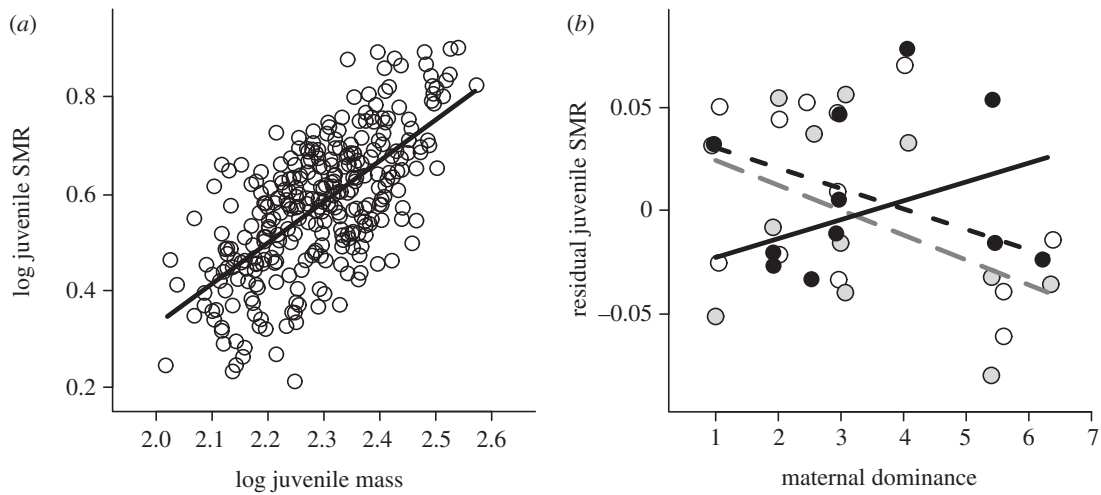 (a)
log juvenile SMR
0.8
0.6
0.4
0.2
2.0 2.1 2.2 2.3 2.4 2.5 2.6
log juvenile mass
(b)
residual juvenile SMR
0.05
0
–0.05
1 2 3 4 5 6 7
maternal dominance